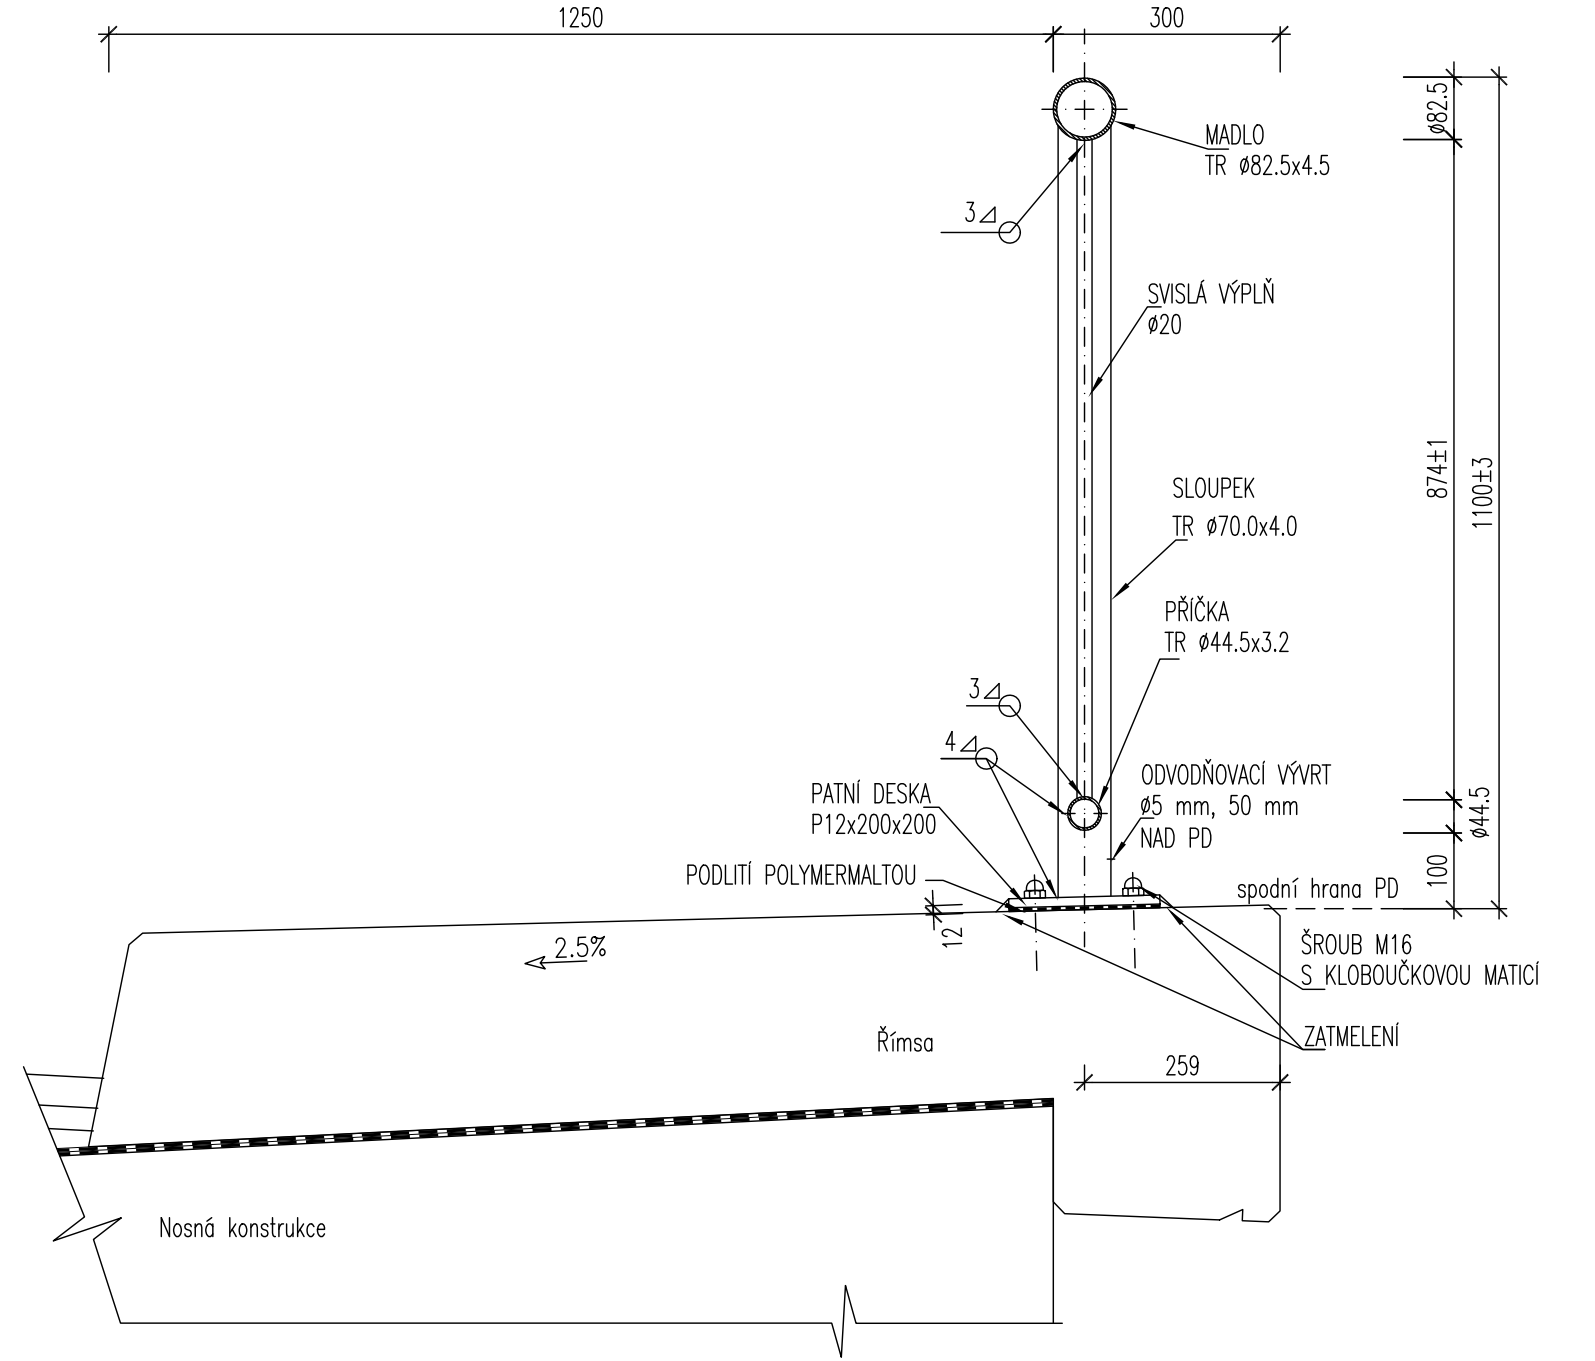 1250
300
ø82.5
MADLO
TR ø82.5x4.5
3
SVISLÁ VÝPLŇ
ø20
874±1
1100±3
SLOUPEK
TR ø70.0x4.0
PŘÍČKA
TR ø44.5x3.2
3
4
ODVODŇOVACÍ VÝVRT
ø5 mm, 50 mm
NAD PD
ø44.5
100
PATNÍ DESKA
P12x200x200
PODLITÍ POLYMERMALTOU
spodní hrana PD
12
2.5%
ŠROUB M16
S KLOBOUČKOVOU MATICÍ
ZATMELENÍ
Římsa
259
Nosná konstrukce